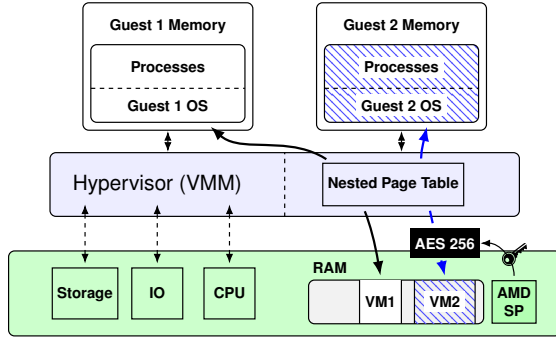 Guest 1 Memory
Processes
Guest 1 OS
Guest 2 Memory
Processes
Guest 2 OS
Hypervisor (VMM)
Nested Page Table
AES 256
Storage
IO
CPU
RAM
VM1
VM2
AMD
SP